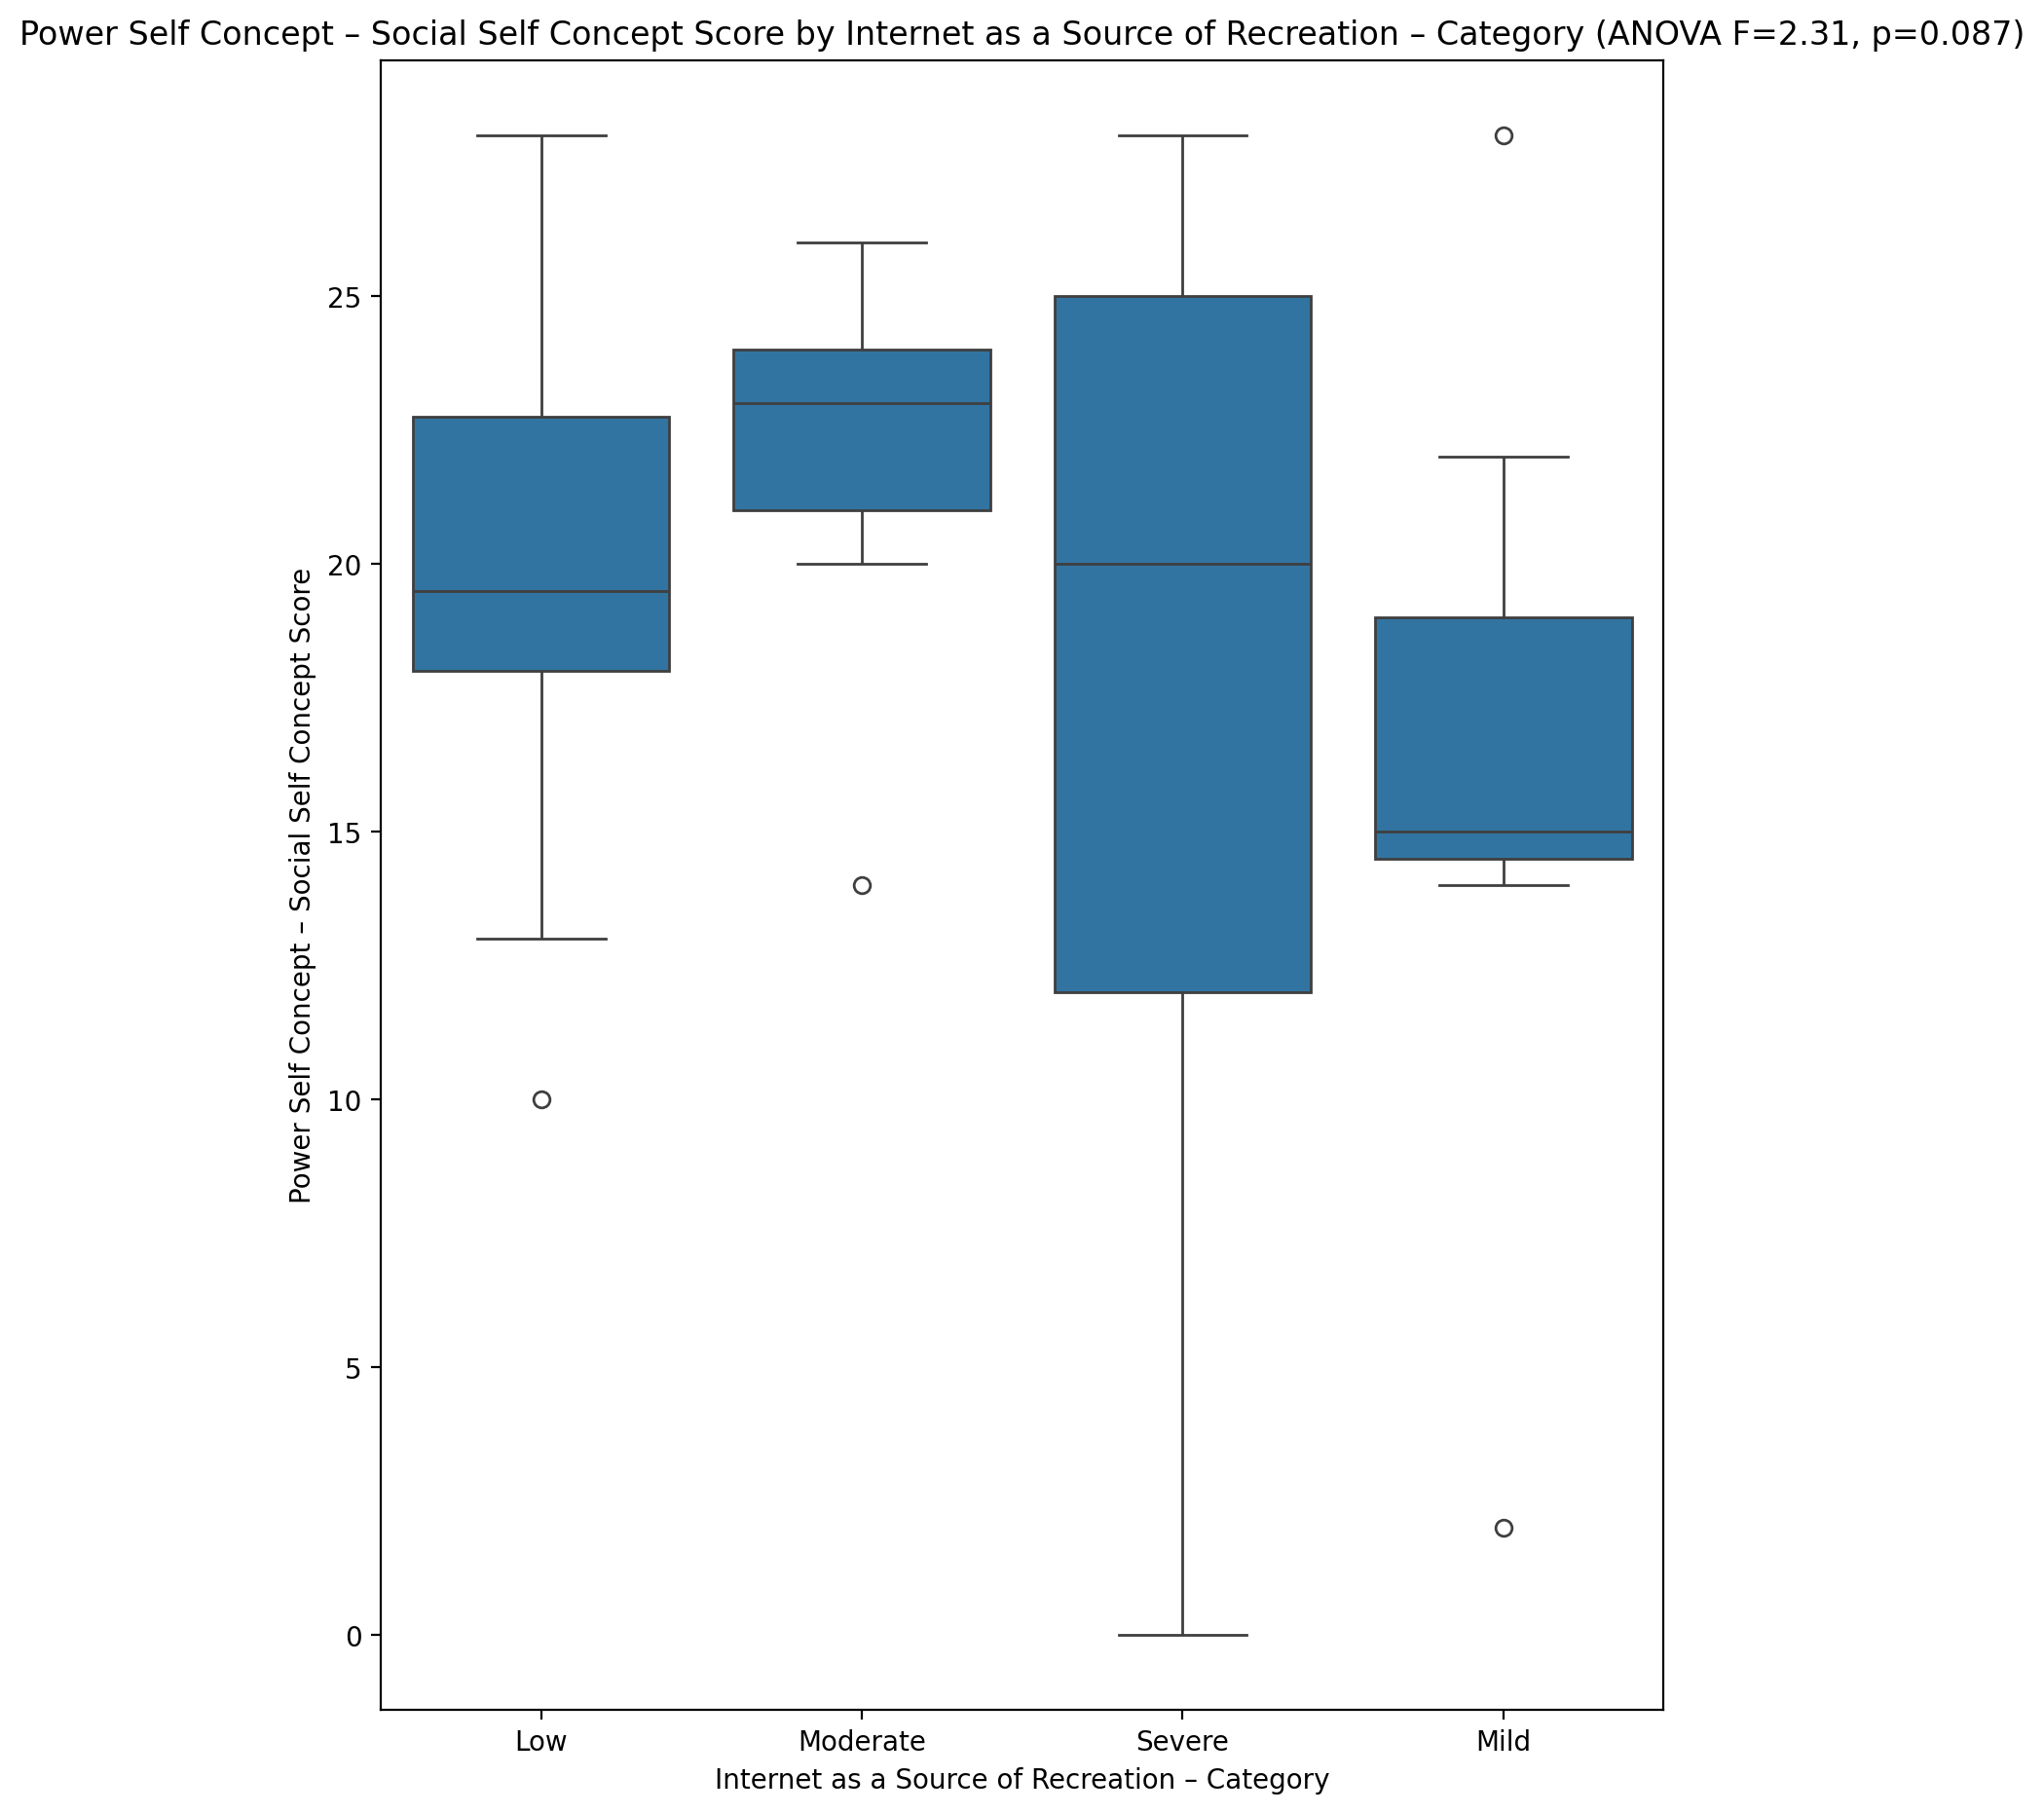 Power Self Concept – Social Self Concept Score by Internet as a Source of Recreation – Category (ANOVA F=2.31, p=0.087)
Power Self Concept – Social Self Concept Score
25
20
15
10
5
0
Low Moderate Severe Mild
Internet as a Source of Recreation – Category